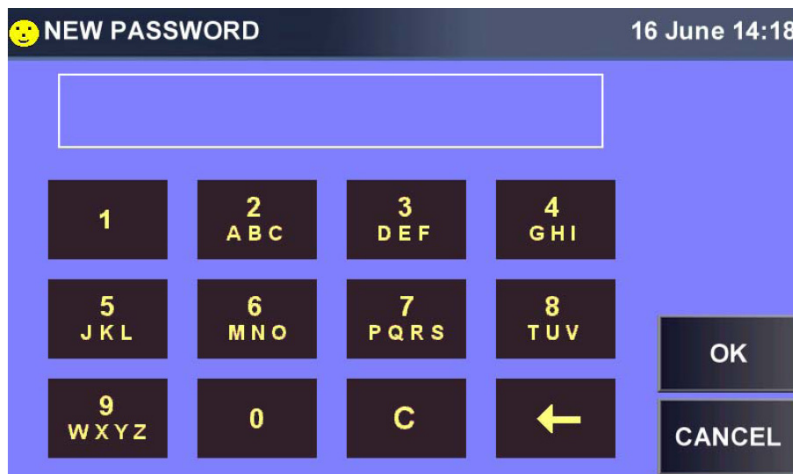 NEW PASSWORD 16 June 14:18
1
2
ABC
3
DEF
4
GHI
5
JKL
6
MNO
7
PQRS
8
TUV
OK
9
WXYZ
0
C
CANCEL